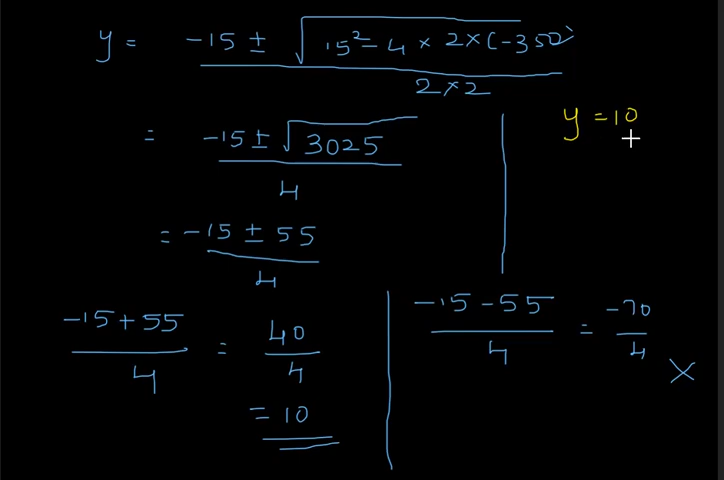 y = -15 ± √(15² - 4 × 2 × (-350)) / 2 × 2
= -15 ± √3025 / 4
y = 10
= -15 ± 55 / 4
-15 + 55 / 4 = 40 / 4
= 10
-15 - 55 / 4 = -70 / 4 ×